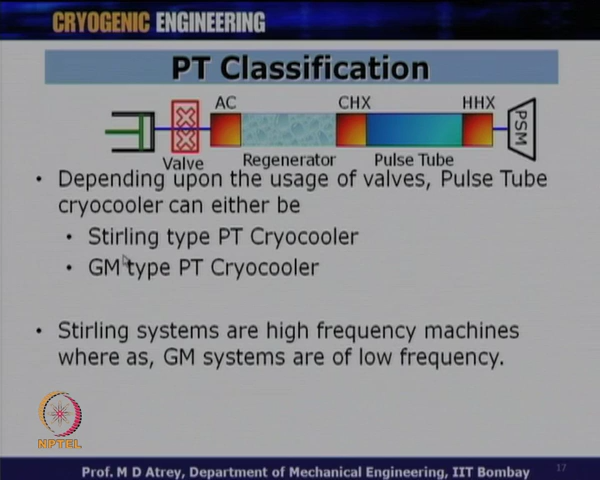 CRYOGENIC ENGINEERING
PT Classification
AC CHX HHX
PSM
Valve Regenerator Pulse Tube
• Depending upon the usage of valves, Pulse Tube
cryocooler can either be
• Stirling type PT Cryocooler
• GM type PT Cryocooler
• Stirling systems are high frequency machines
where as, GM systems are of low frequency.
NPTEL
Prof. M D Atrey, Department of Mechanical Engineering, IIT Bombay
17